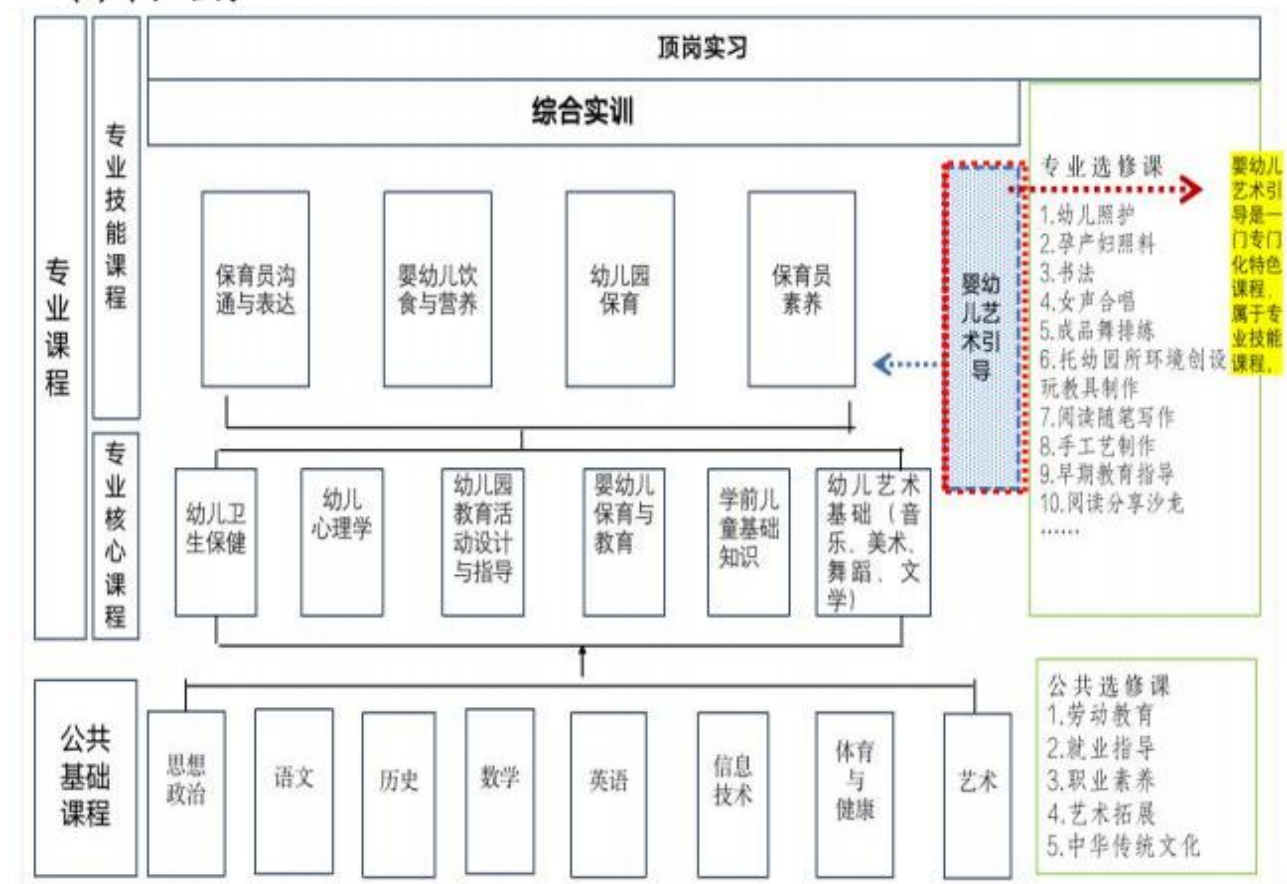 顶岗实习
综合实训
专业课程
专业技能课程
保育员沟
通与表达
婴幼儿饮
食与营养
幼儿园
保育
保育员
素养
婴幼
儿艺
术引
导
专业选修课
1.幼儿照护
2.孕产妇照料
3.书法
4.女声合唱
5.成品舞排练
6.托幼园所环境创设
玩教具制作
7.阅读随笔写作
8.手工艺制作
9.早期教育指导
10.阅读分享沙龙
……
婴幼儿
艺术引
导是一
门专门
化特色
课程，
属于专
业技能
课程。
专业核心课程
幼儿卫
生保健
幼儿
心理学
幼儿园
教育活
动设计
与指导
婴幼儿
保育与
教育
学前儿
童基础
知识
幼儿艺术
基础（音
乐、美术、
舞蹈、文
学）
公共
基础
课程
思想
政治
语文
历史
数学
英语
信息
技术
体育
与
健康
艺术
公共选修课
1.劳动教育
2.就业指导
3.职业素养
4.艺术拓展
5.中华传统文化